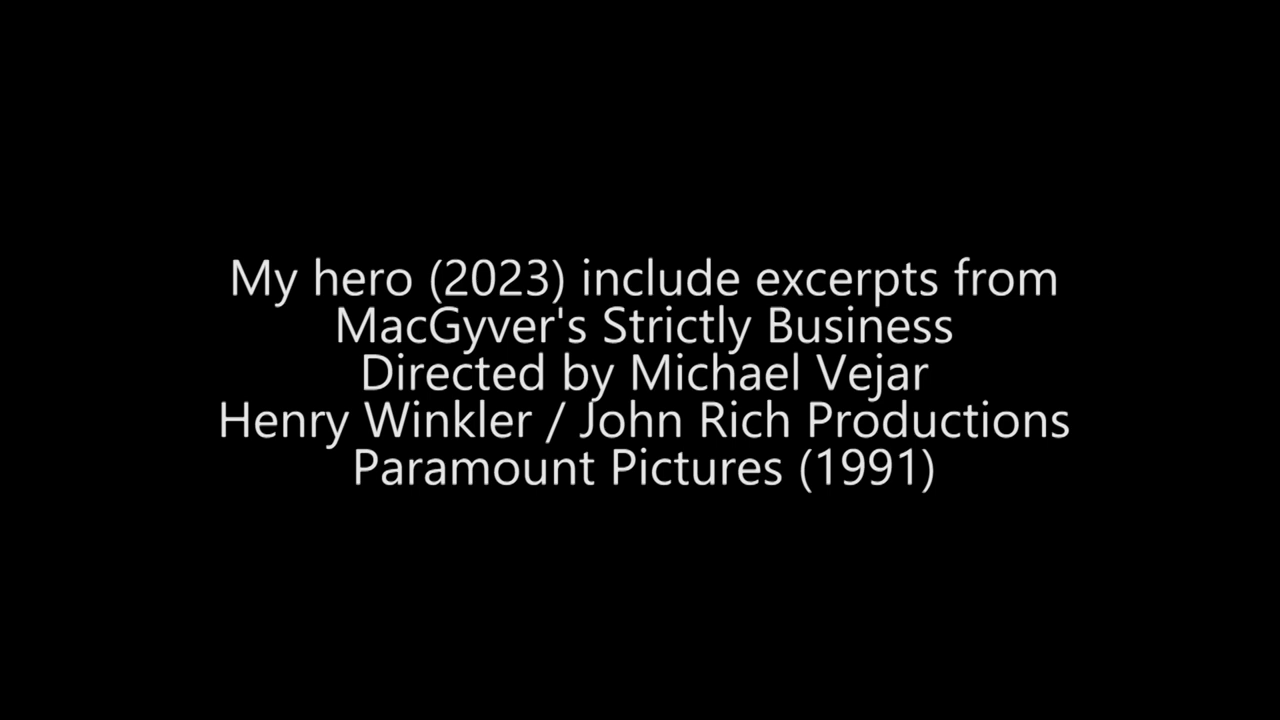 My hero (2023) include excerpts from
MacGyver's Strictly Business
Directed by Michael Vejar
Henry Winkler / John Rich Productions
Paramount Pictures (1991)